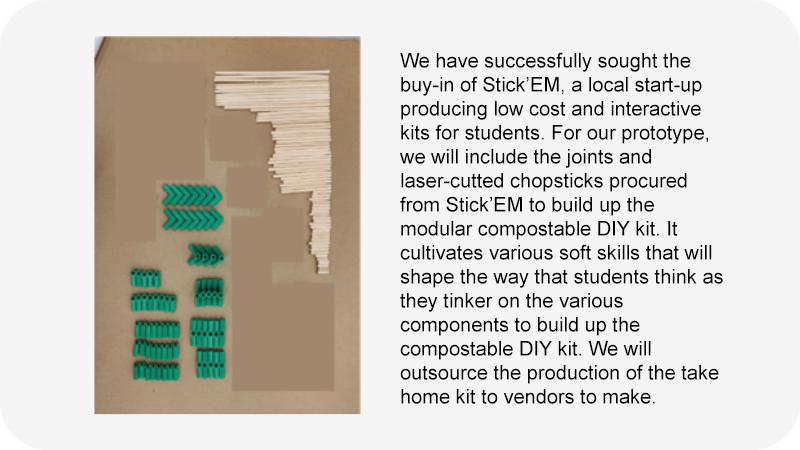 We have successfully sought the
buy-in of Stick’EM, a local start-up
producing low cost and interactive
kits for students. For our prototype,
we will include the joints and
laser-cutted chopsticks procured
from Stick’EM to build up the
modular compostable DIY kit. It
cultivates various soft skills that will
shape the way that students think as
they tinker on the various
components to build up the
compostable DIY kit. We will
outsource the production of the take
home kit to vendors to make.